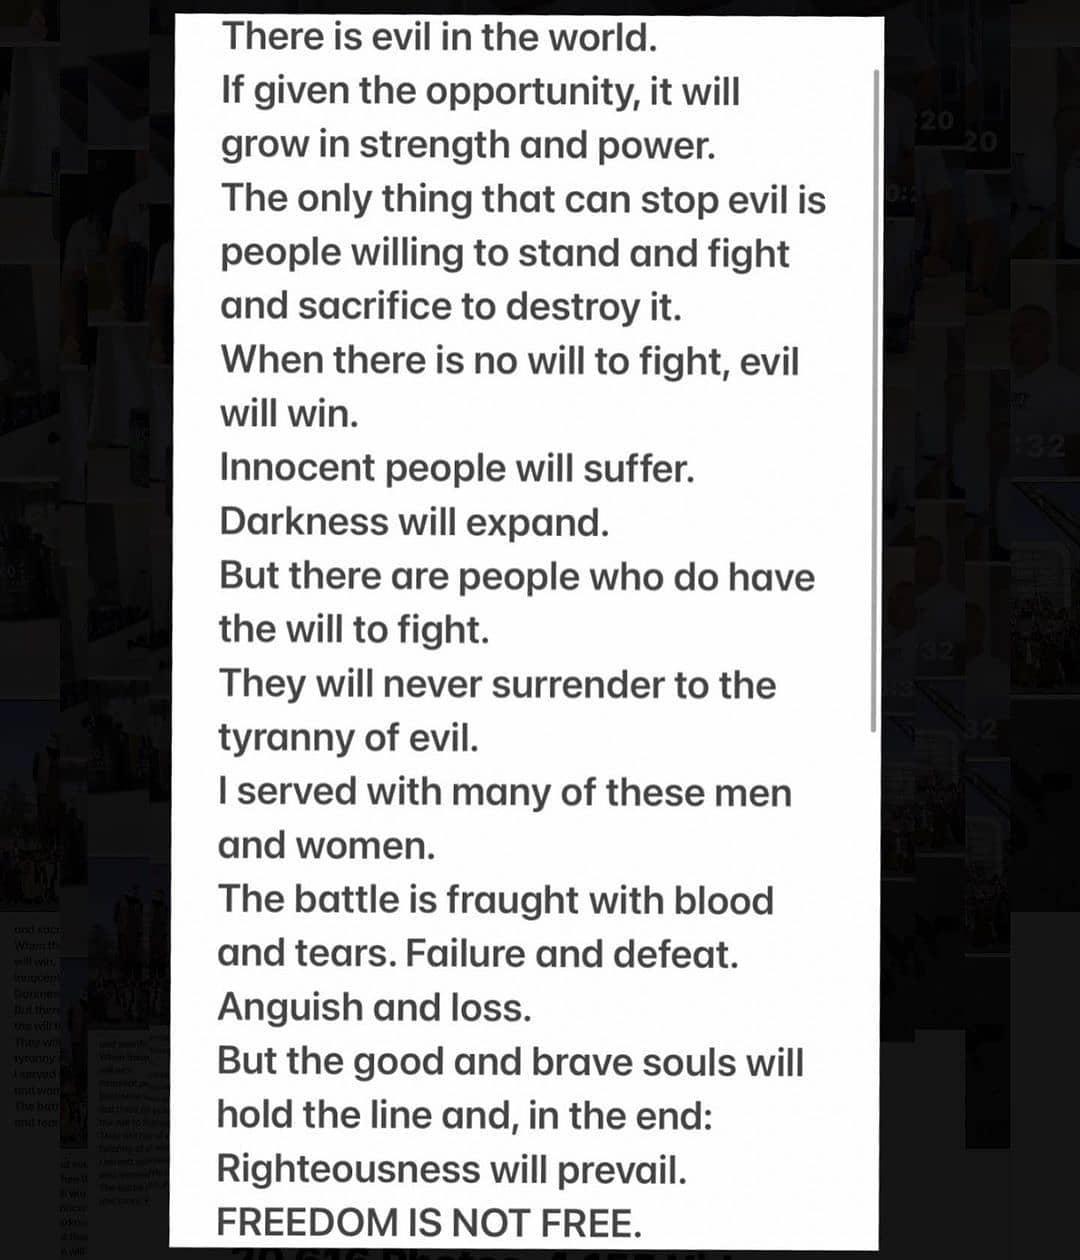 There is evil in the world.
If given the opportunity, it will
grow in strength and power.
The only thing that can stop evil is
people willing to stand and fight
and sacrifice to destroy it.
When there is no will to fight, evil
will win.
Innocent people will suffer.
Darkness will expand.
But there are people who do have
the will to fight.
They will never surrender to the
tyranny of evil.
I served with many of these men
and women.
The battle is fraught with blood
and tears. Failure and defeat.
Anguish and loss.
But the good and brave souls will
hold the line and, in the end:
Righteousness will prevail.
FREEDOM IS NOT FREE.
20
20
:32
32
32